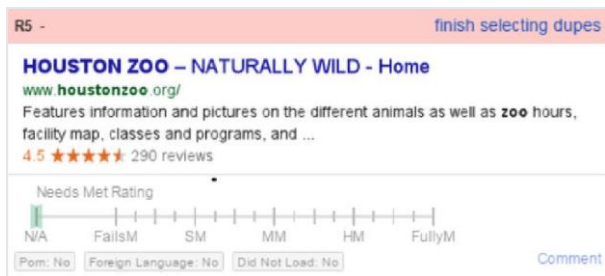 R5 - finish selecting dupes
HOUSTON ZOO – NATURALLY WILD - Home
www.houstonzoo.org/
Features information and pictures on the different animals as well as zoo hours,
facility map, classes and programs, and ...
4.5 ★★★★★ 290 reviews
Needs Met Rating
N/A FailsM SM MM HM FullyM
Porn: No Foreign Language: No Did Not Load: No Comment